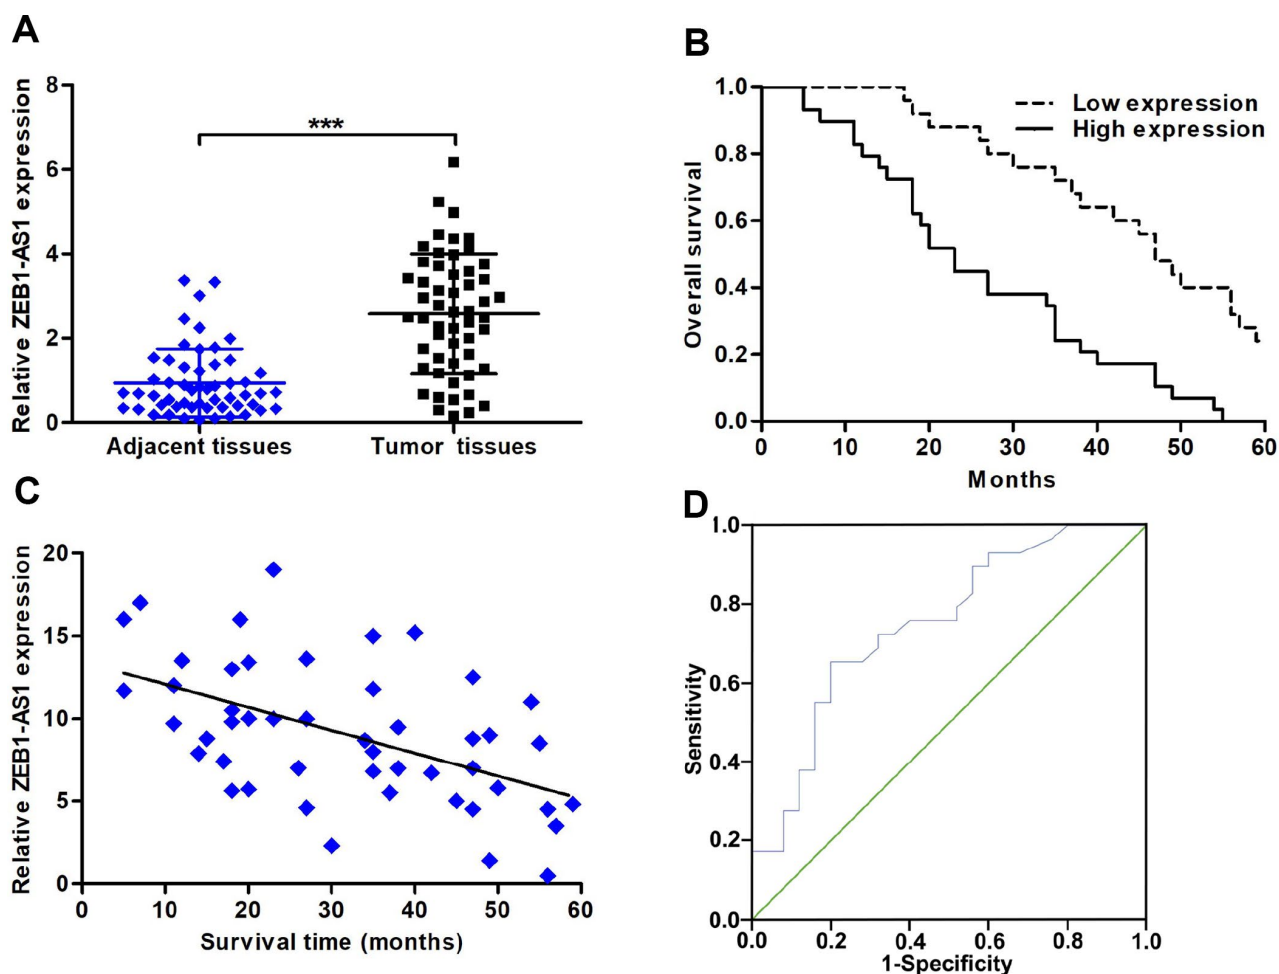 A
Relative ZEB1-AS1 expression
8
6
4
2
0
***
Adjacent tissues
Tumor tissues
B
Overall survival
1.0
0.8
0.6
0.4
0.2
0.0
Low expression
High expression
0 10 20 30 40 50 60
Months
C
Relative ZEB1-AS1 expression
20
15
10
5
0
0 10 20 30 40 50 60
Survival time (months)
D
Sensitivity
1.0
0.8
0.6
0.4
0.2
0.0
0.0 0.2 0.4 0.6 0.8 1.0
1-Specificity